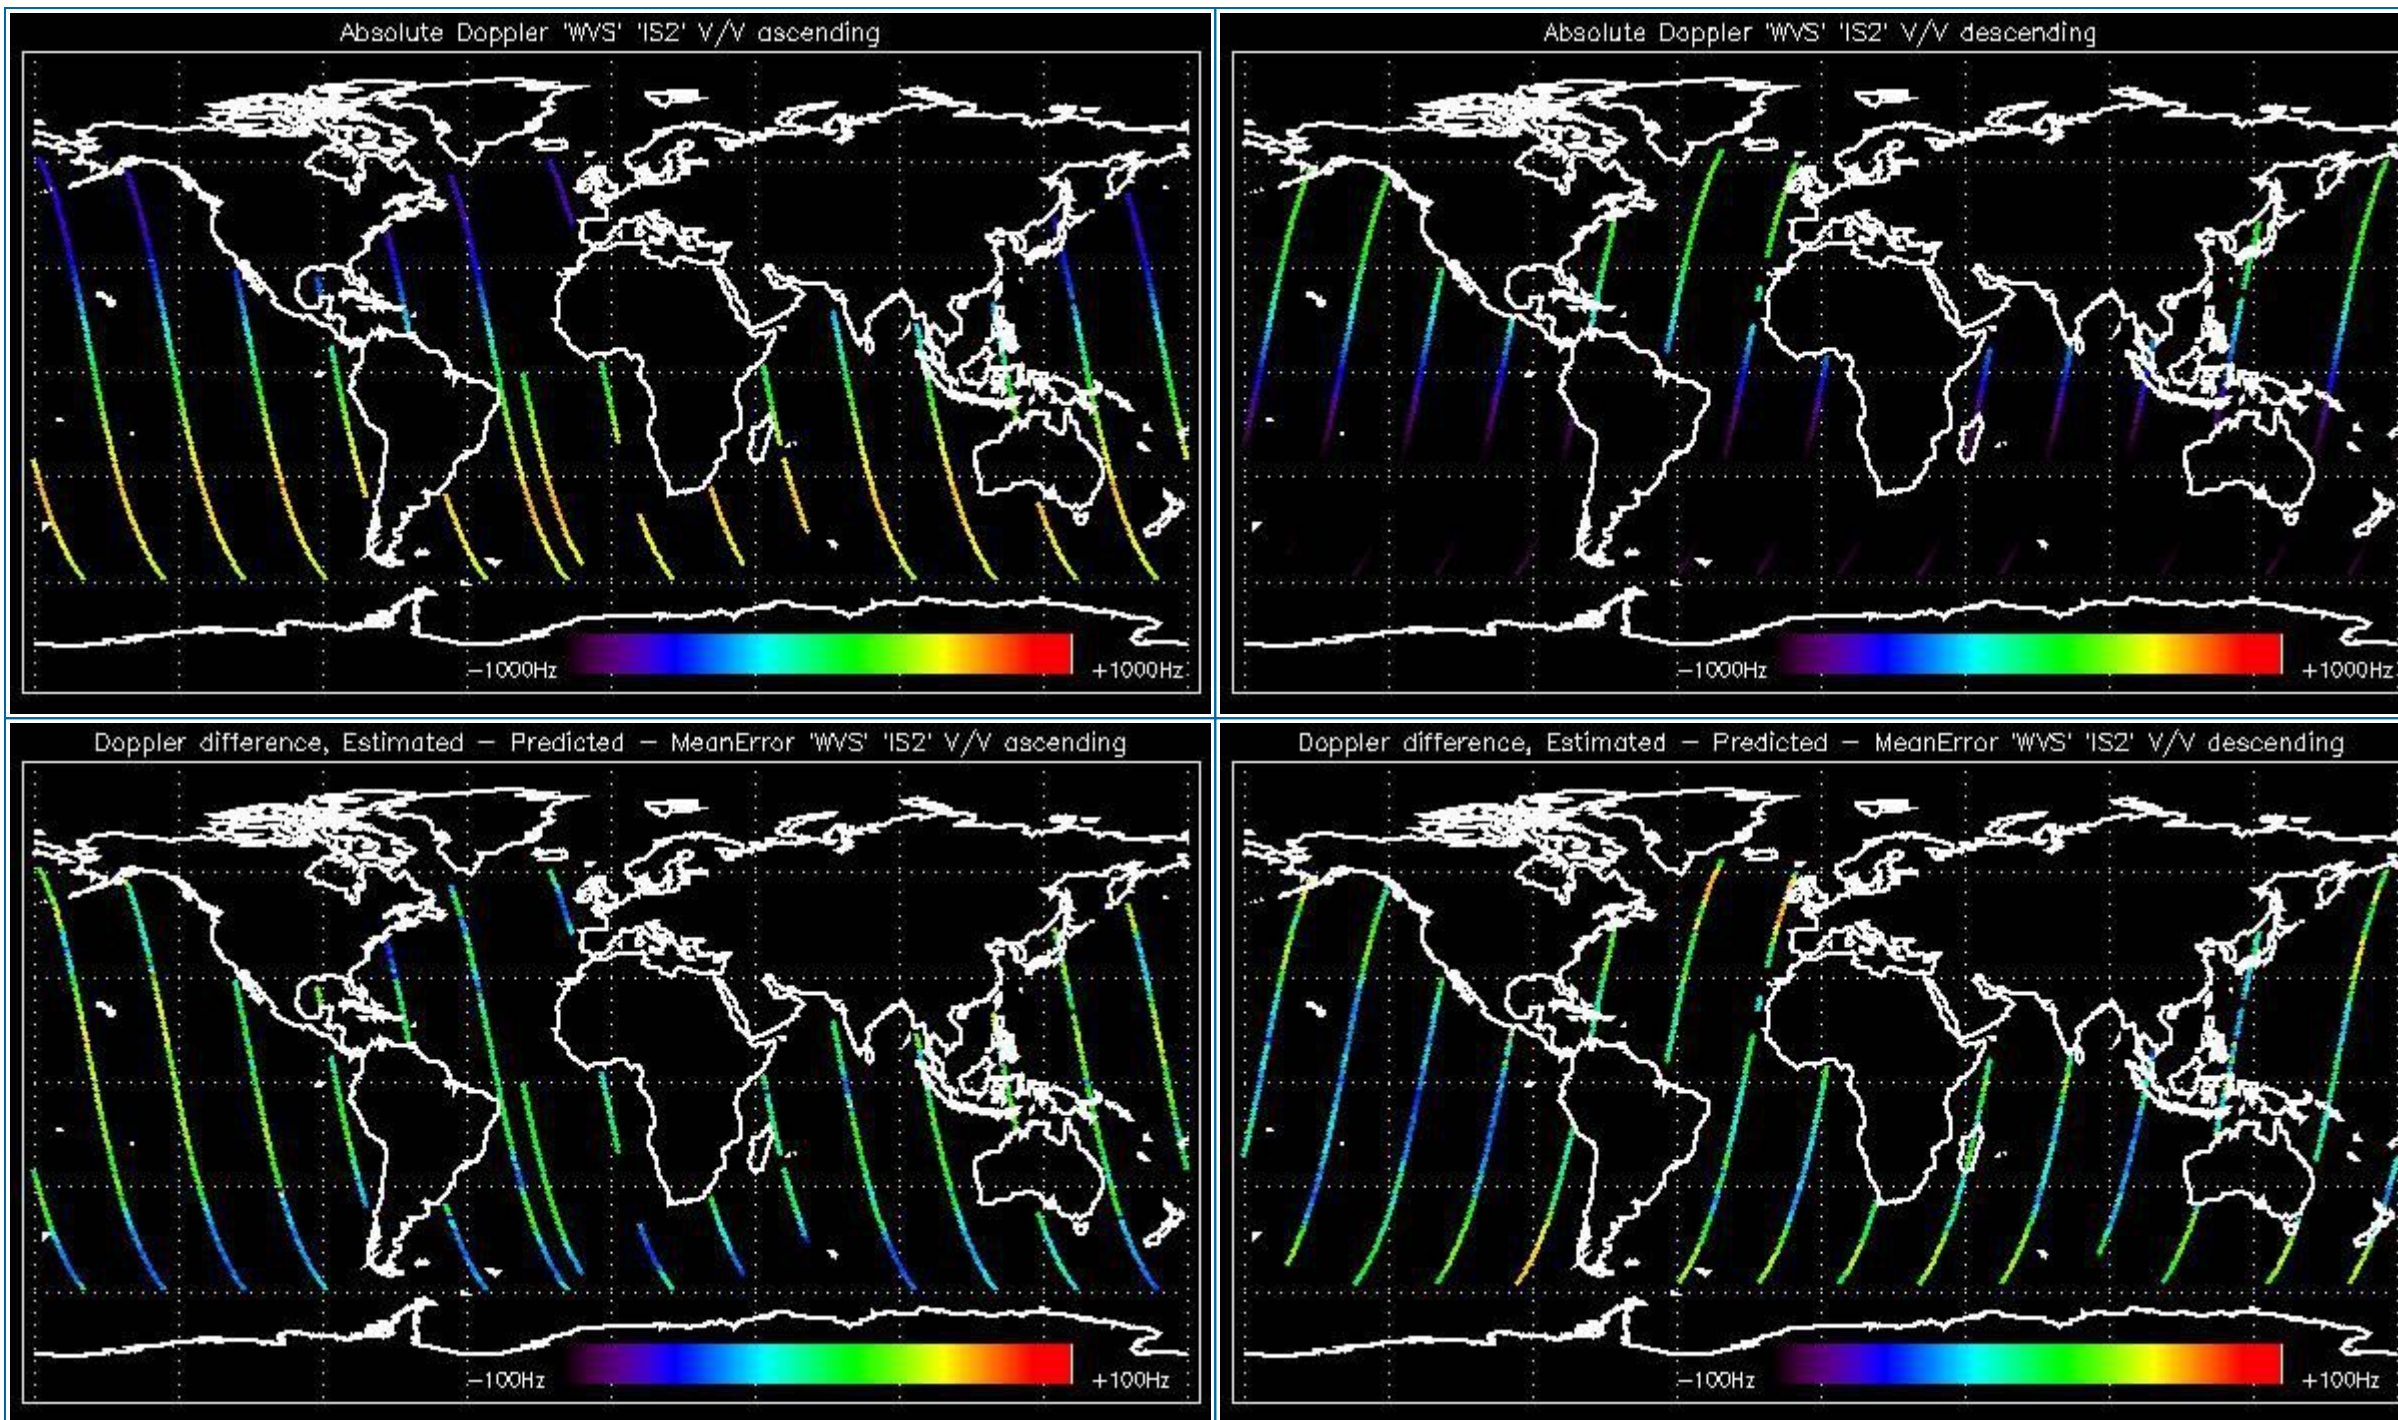 Absolute Doppler 'WVS' 'IS2' V/V ascending
-1000Hz
+1000Hz
Absolute Doppler 'WVS' 'IS2' V/V descending
-1000Hz
+1000Hz
Doppler difference, Estimated - Predicted - MeanError 'WVS' 'IS2' V/V ascending
-100Hz
+100Hz
Doppler difference, Estimated - Predicted - MeanError 'WVS' 'IS2' V/V descending
-100Hz
+100Hz